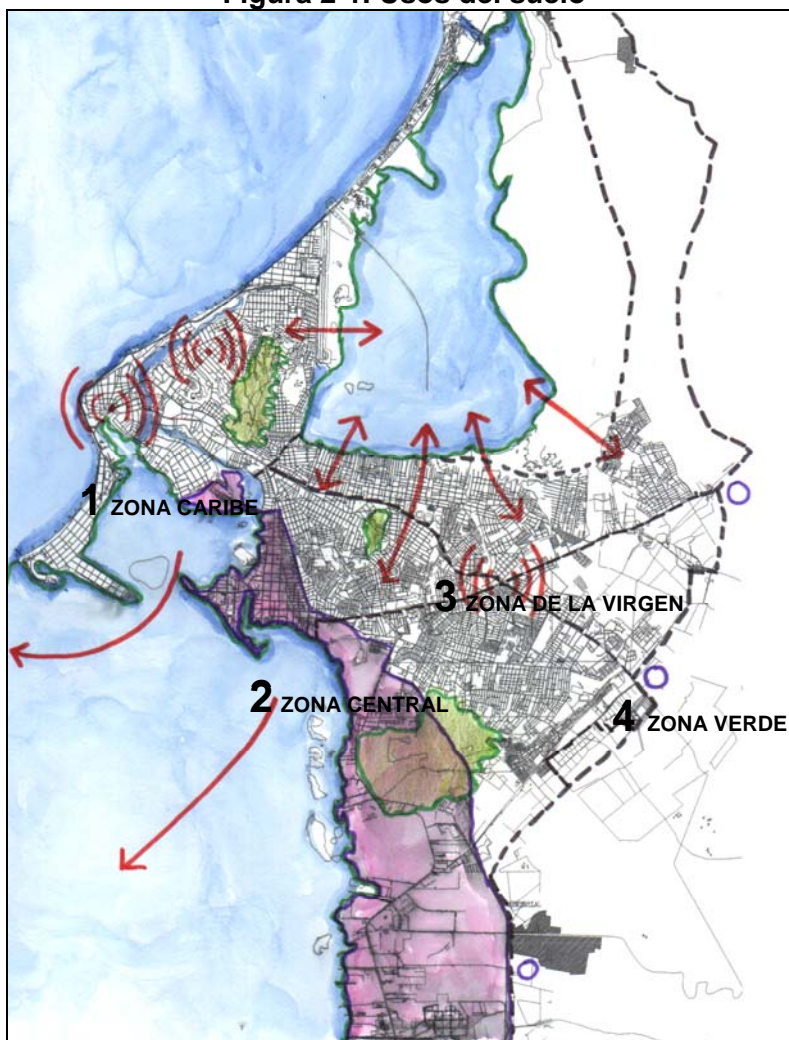 Figura 2-1. Usos del suelo
1 ZONA CARIBE
3 ZONA DE LA VIRGEN
2 ZONA CENTRAL
4 ZONA VERDE